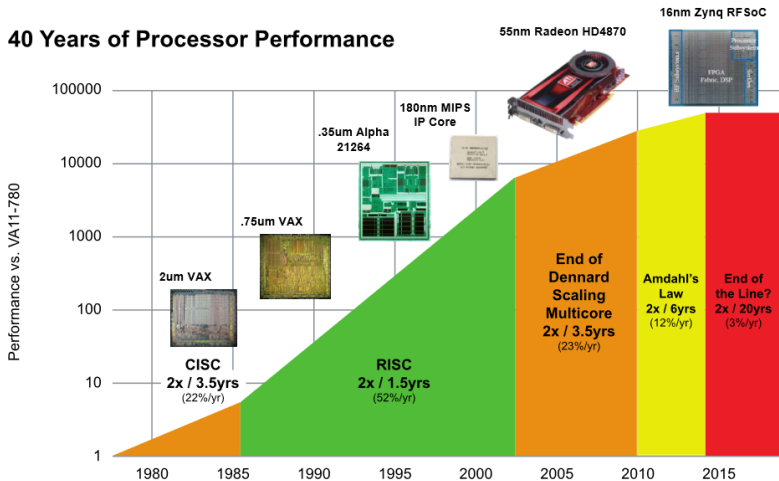 40 Years of Processor Performance
55nm Radeon HD4870
16nm Zynq RFSoC
180nm MIPS
IP Core
.35um Alpha
21264
.75um VAX
2um VAX
Performance vs. VA11-780
100000
10000
1000
100
10
1
CISC
2x / 3.5yrs
(22%/yr)
RISC
2x / 1.5yrs
(52%/yr)
End of
Dennard
Scaling
Multicore
2x / 3.5yrs
(23%/yr)
Amdahl's
Law
2x / 6yrs
(12%/yr)
End of
the Line?
2x / 20yrs
(3%/yr)
FPGA
Fabric, DSP
Processor
1980
1985
1990
1995
2000
2005
2010
2015